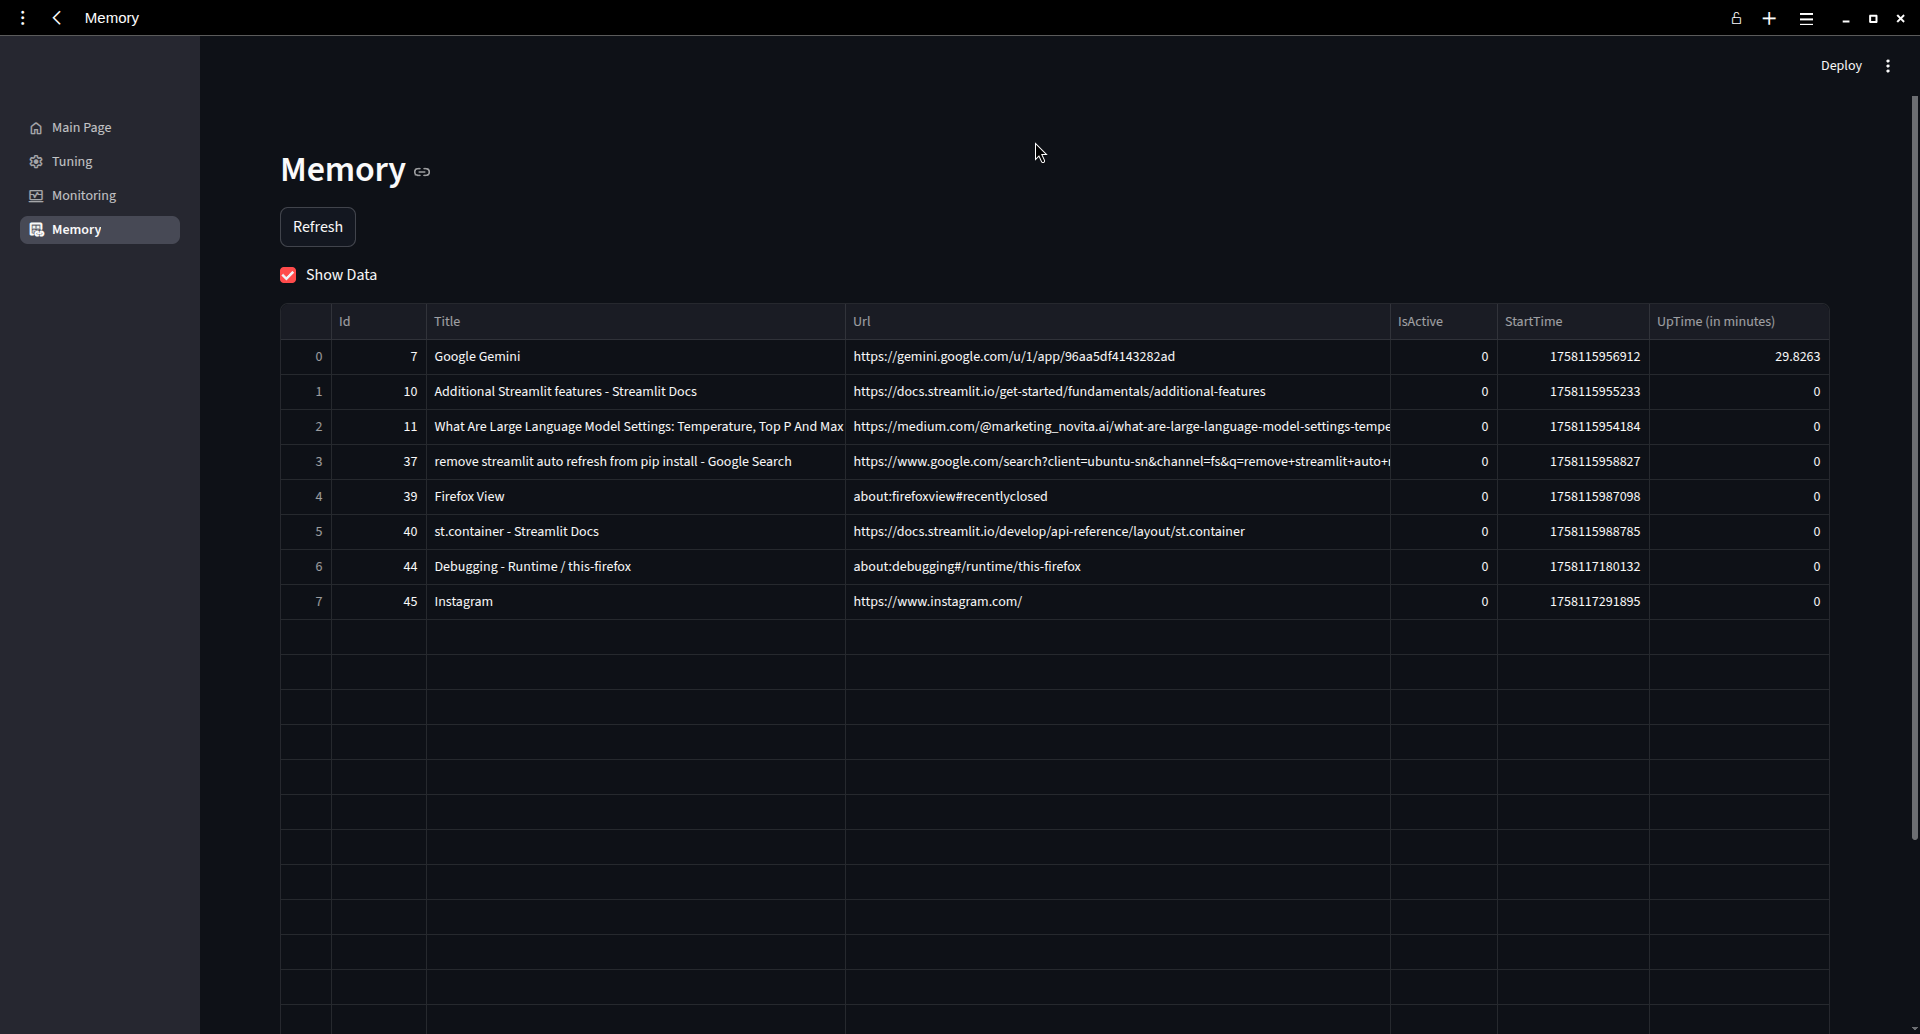 Memory
Deploy
Main Page
Tuning
Monitoring
Memory
Memory
Refresh
Show Data
Id Title Url IsActive StartTime UpTime (in minutes)
0 7 Google Gemini https://gemini.google.com/u/1/app/96aa5df4143282ad 0 1758115956912 29.8263
1 10 Additional Streamlit features - Streamlit Docs https://docs.streamlit.io/get-started/fundamentals/additional-features 0 1758115955233 0
2 11 What Are Large Language Model Settings: Temperature, Top P And Max https://medium.com/@marketing_novita.ai/what-are-large-language-model-settings-tempe 0 1758115954184 0
3 37 remove streamlit auto refresh from pip install - Google Search https://www.google.com/search?client=ubuntu-sn&channel=fs&q=remove+streamlit+auto+r 0 1758115958827 0
4 39 Firefox View about:firefoxview#recentlyclosed 0 1758115987098 0
5 40 st.container - Streamlit Docs https://docs.streamlit.io/develop/api-reference/layout/st.container 0 1758115988785 0
6 44 Debugging - Runtime / this-firefox about:debugging#/runtime/this-firefox 0 1758117180132 0
7 45 Instagram https://www.instagram.com/ 0 1758117291895 0